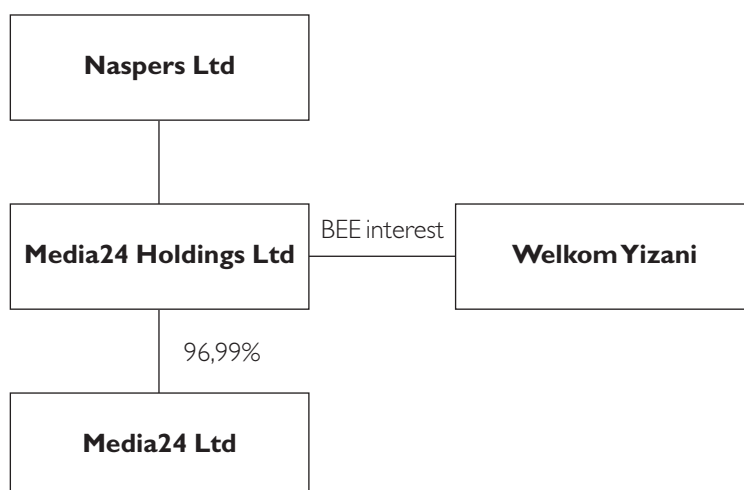 Naspers Ltd
BEE interest
Media24 Holdings Ltd
Welkom Yizani
96,99%
Media24 Ltd